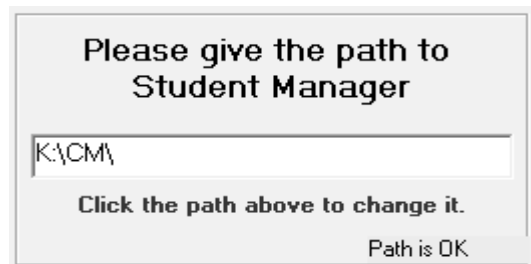 Please give the path to
Student Manager
K:\CM\
Click the path above to change it.
Path is OK